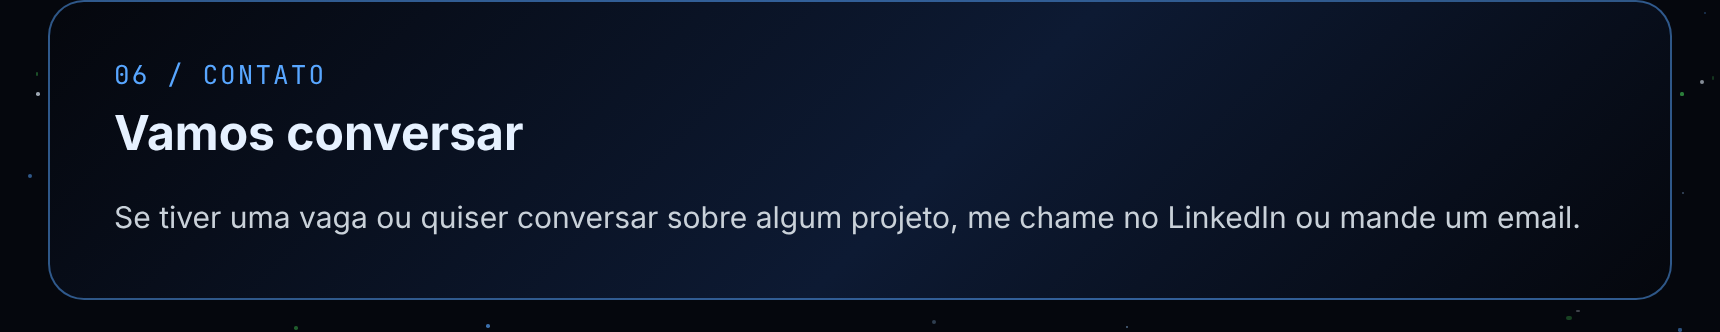 06 / CONTATO
Vamos conversar
Se tiver uma vaga ou quiser conversar sobre algum projeto, me chame no LinkedIn ou mande um email.